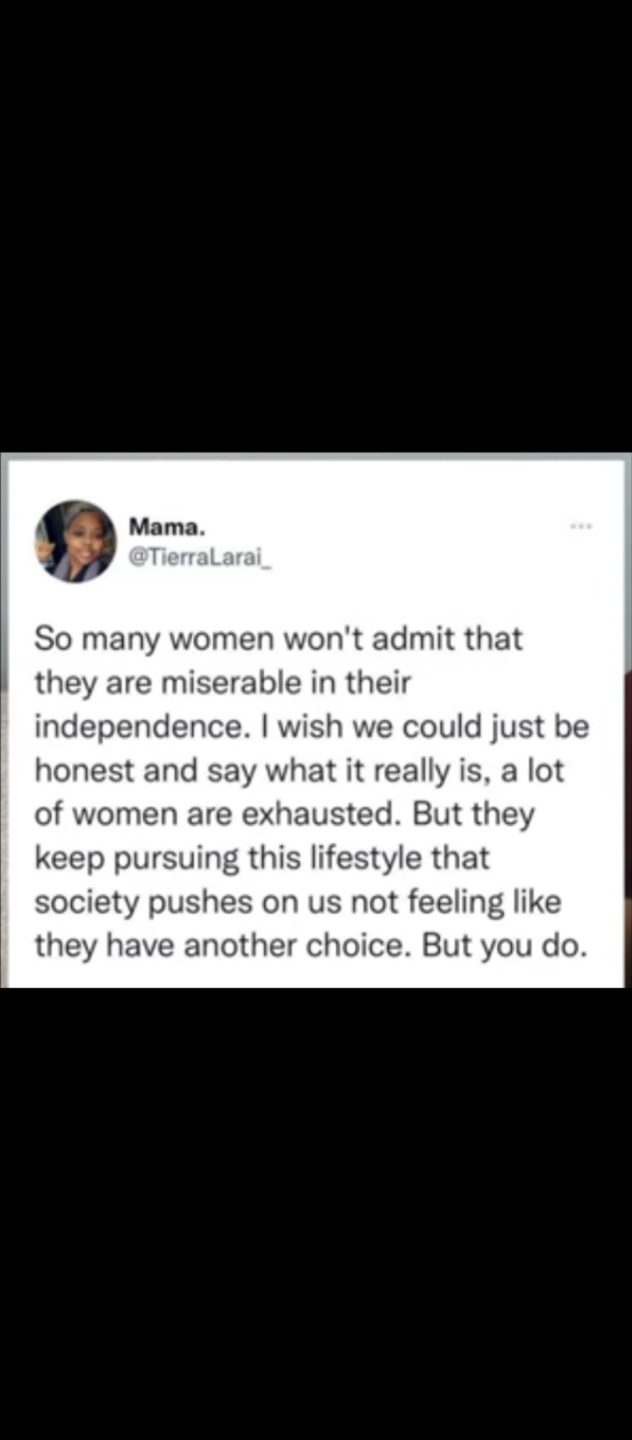 Mama.
@TierraLarai_
So many women won't admit that
they are miserable in their
independence. I wish we could just be
honest and say what it really is, a lot
of women are exhausted. But they
keep pursuing this lifestyle that
society pushes on us not feeling like
they have another choice. But you do.